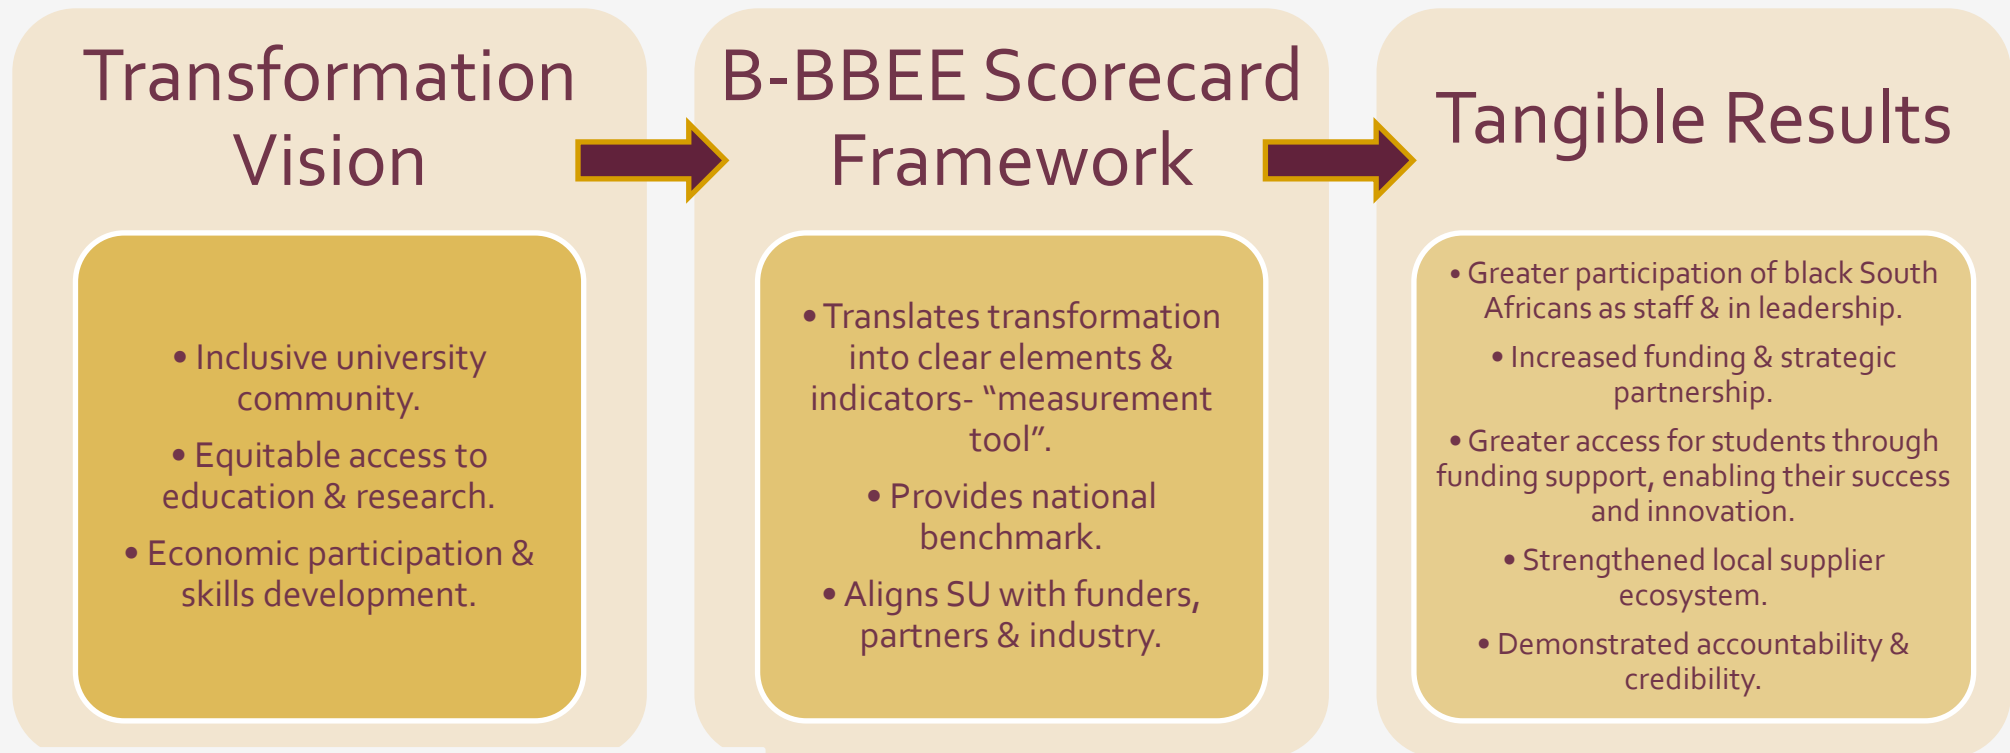 Transformation
Vision
• Inclusive university
community.
• Equitable access to
education & research.
• Economic participation &
skills development.
B-BBEE Scorecard
Framework
• Translates transformation
into clear elements &
indicators- “measurement
tool”.
• Provides national
benchmark.
• Aligns SU with funders,
partners & industry.
Tangible Results
• Greater participation of black South
Africans as staff & in leadership.
• Increased funding & strategic
partnership.
• Greater access for students through
funding support, enabling their success
and innovation.
• Strengthened local supplier
ecosystem.
• Demonstrated accountability &
credibility.